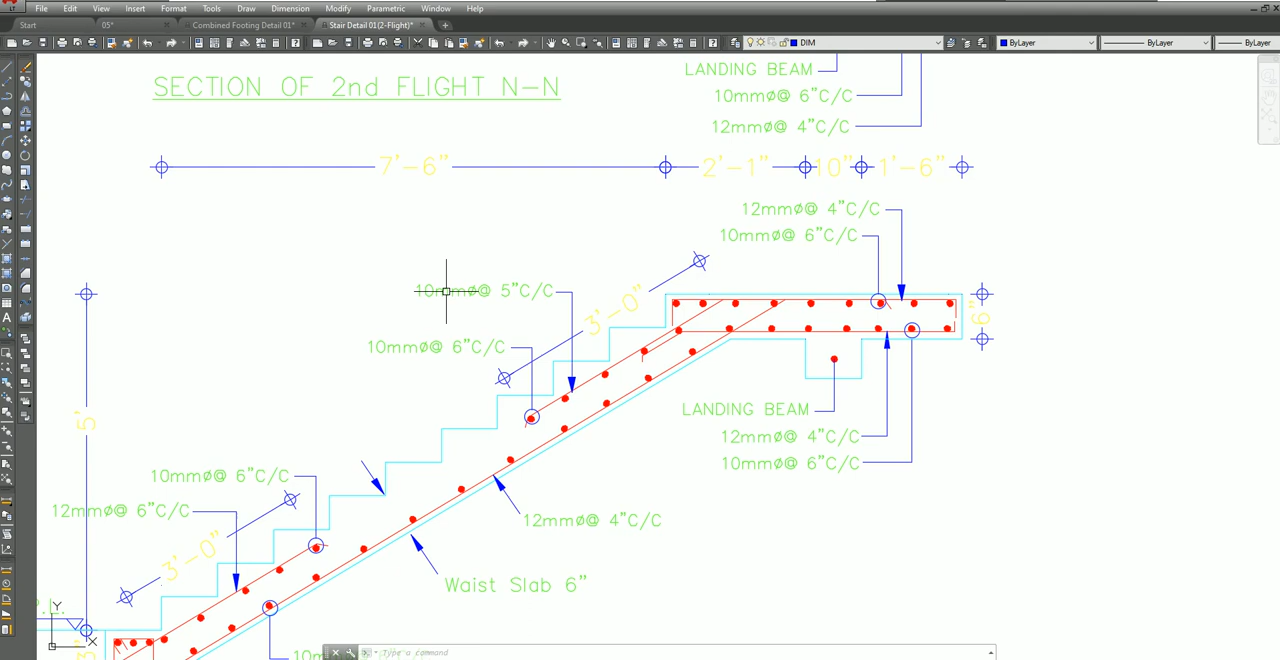 File Edit View Insert Format Tools Draw Dimension Modify Parametric Window Help
Start 05* Combined Footing Detail 01* Stair Detail 01(2-Flight)*
DIM ByLayer ByLayer ByLayer
SECTION OF 2nd FLIGHT N-N
LANDING BEAM
10mmø@ 6"C/C
12mmø@ 4"C/C
7'-6" 2'-1" 10" 1'-6"
12mmø@ 4"C/C
10mmø@ 6"C/C
10mmø@ 5"C/C
3'-0"
6"
10mmø@ 6"C/C
5'
LANDING BEAM
12mmø@ 4"C/C
10mmø@ 6"C/C
10mmø@ 6"C/C
12mmø@ 6"C/C
12mmø@ 4"C/C
3'-0"
Waist Slab 6"
Y
X
3"
Type a command